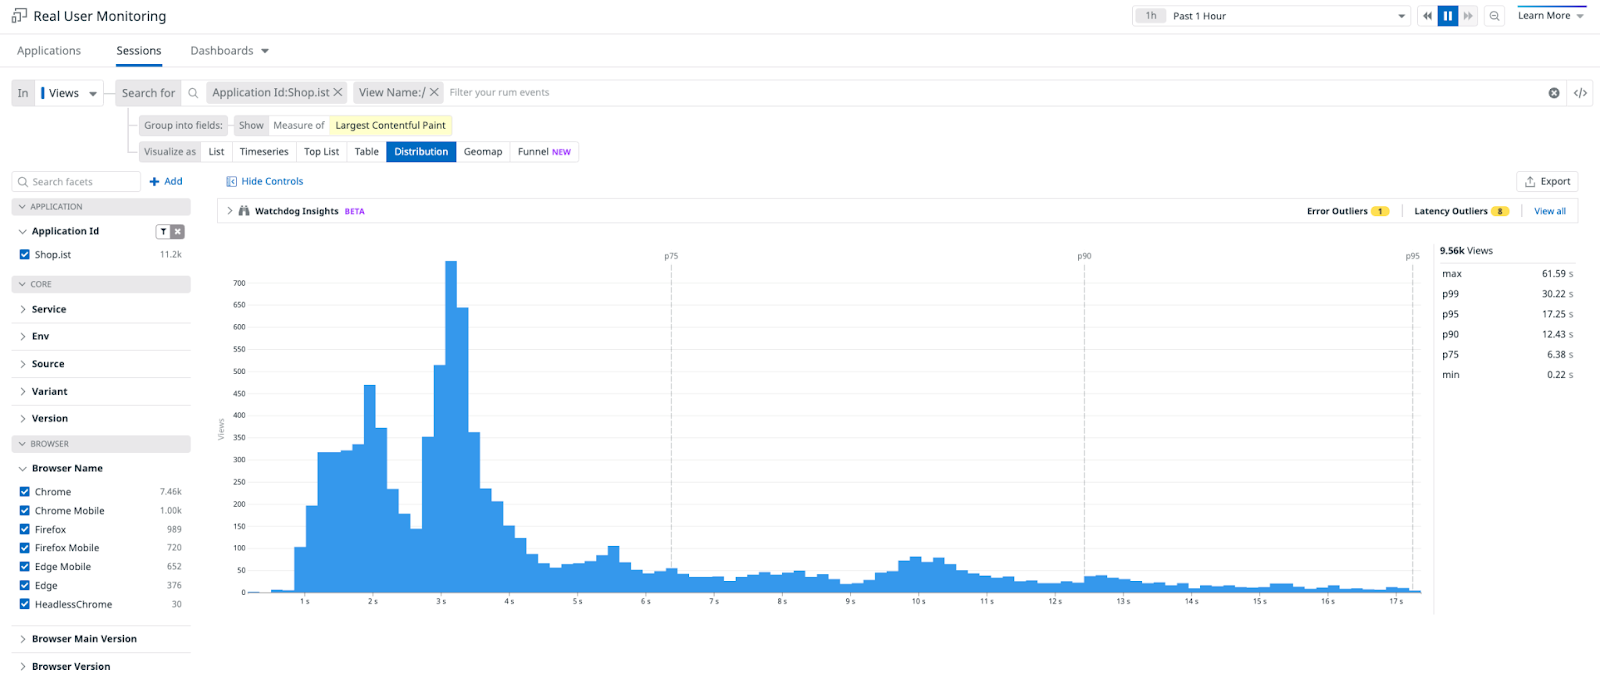 Real User Monitoring
1h Past 1 Hour
Learn More
Applications Sessions Dashboards
In Views Search for Application Id:Shop.ist View Name:/ Filter your rum events </>
Group into fields: Show Measure of Largest Contentful Paint
Visualize as List Timeseries Top List Table Distribution Geomap Funnel NEW
Search facets
Add
Hide Controls
Export
APPLICATION
Application Id
Shop.ist 11.2k
CORE
Service
Env
Source
Variant
Version
BROWSER
Browser Name
Chrome 7.46k
Chrome Mobile 1.00k
Firefox 989
Firefox Mobile 720
Edge Mobile 652
Edge 376
HeadlessChrome 30
Browser Main Version
Browser Version
Watchdog Insights BETA
Error Outliers 1
Latency Outliers 8
View all
p75
p90
p95
Views
700
650
600
550
500
450
400
350
300
250
200
150
100
50
0
1 s 2 s 3 s 4 s 5 s 6 s 7 s 8 s 9 s 10 s 11 s 12 s 13 s 14 s 15 s 16 s 17 s
9.56k Views
max 61.59 s
p99 30.22 s
p95 17.25 s
p90 12.43 s
p75 6.38 s
min 0.22 s